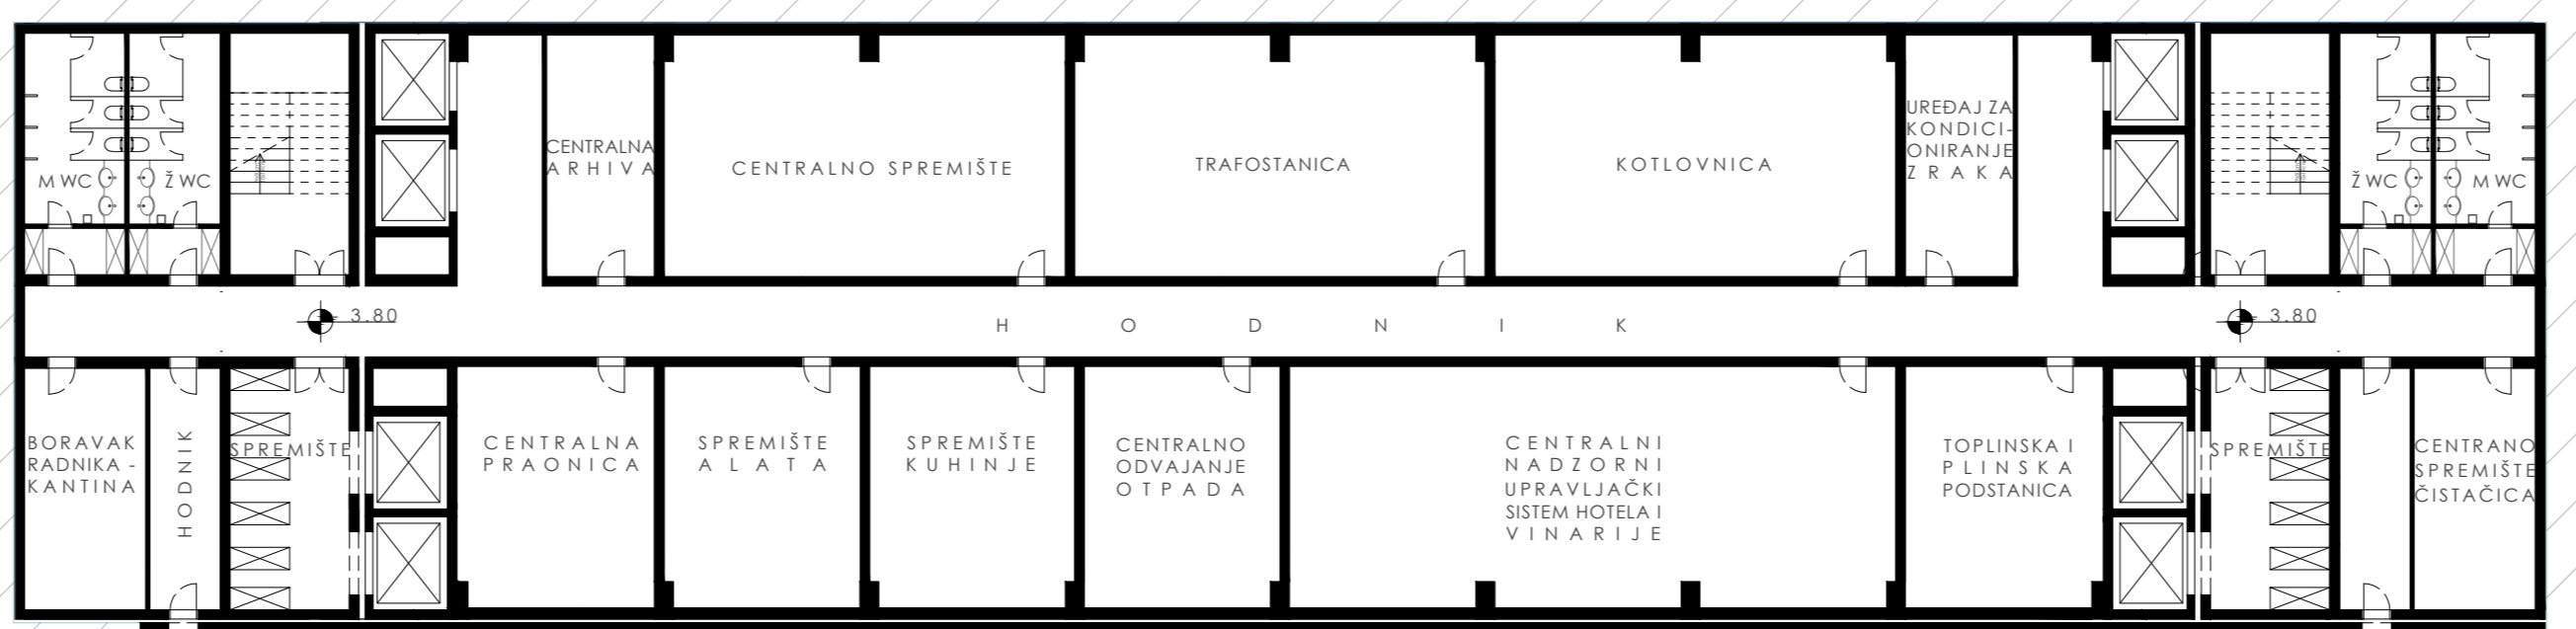 M WC
Ž WC
CENTRALNA
ARHIVA
CENTRALNO SPREMIŠTE
TRAFOSTANICA
KOTLOVNICA
UREĐAJ ZA
KONDICI-
ONIRANJE
ZRAKA
Ž WC
M WC
3.80
HODNIK
3.80
BORAVAK
RADNIKA -
KANTINA
HODNIK
SPREMIŠTE
CENTRALNA
PRAONICA
SPREMIŠTE
ALATA
SPREMIŠTE
KUHINJE
CENTRALNO
ODVAJANJE
OTPADA
CENTRALNI
NADZORNI
UPRAVLJAČKI
SISTEM HOTELA I
VINARIJE
TOPLINSKA I
PLINSKA
PODSTANICA
SPREMIŠTE
CENTRANO
SPREMIŠTE
ČISTAČICA